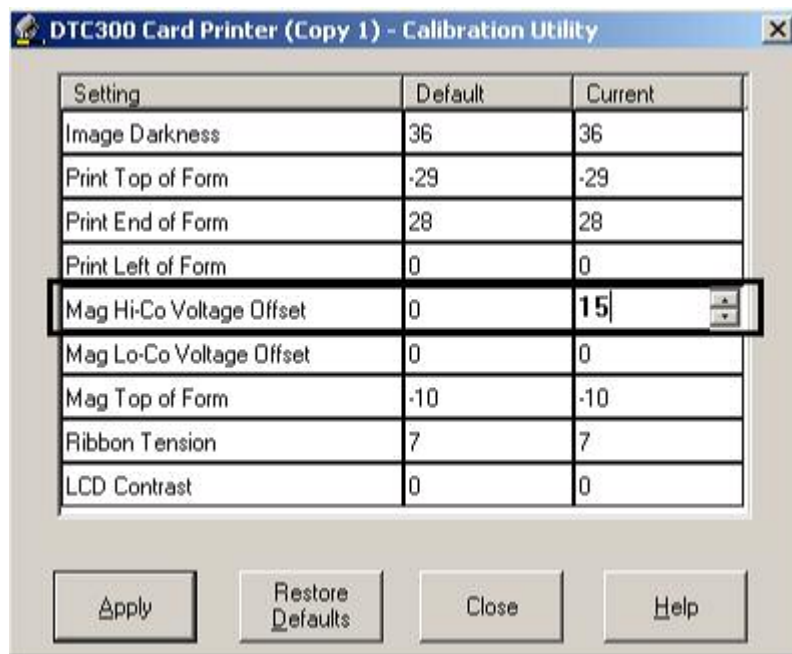 DTC300 Card Printer (Copy 1) - Calibration Utility
Setting Default Current
Image Darkness 36 36
Print Top of Form -29 -29
Print End of Form 28 28
Print Left of Form 0 0
Mag Hi-Co Voltage Offset 0 15
Mag Lo-Co Voltage Offset 0 0
Mag Top of Form -10 -10
Ribbon Tension 7 7
LCD Contrast 0 0
Apply Restore Defaults Close Help